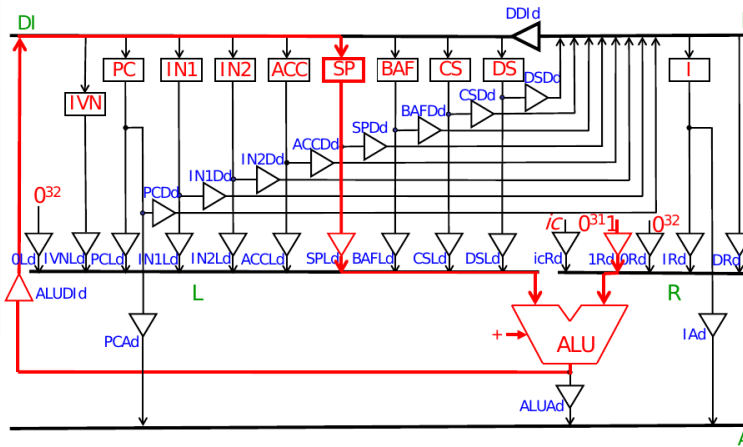 DI
DDId
PC
IN1
IN2
ACC
SP
BAF
CS
DS
I
IVN
DSDd
CSDd
BAFDd
SPDd
ACCDd
IN2Dd
IN1Dd
PCDd
0³²
ic
0³¹1
0³²
0Ld
IVNLd
PCLd
IN1Ld
IN2Ld
ACCLd
SPLd
BAFLd
CSLd
DSLd
icRd
1Rd
0Rd
IRd
DRd
ALUDId
L
R
PCAd
+
ALU
IAd
ALUAd